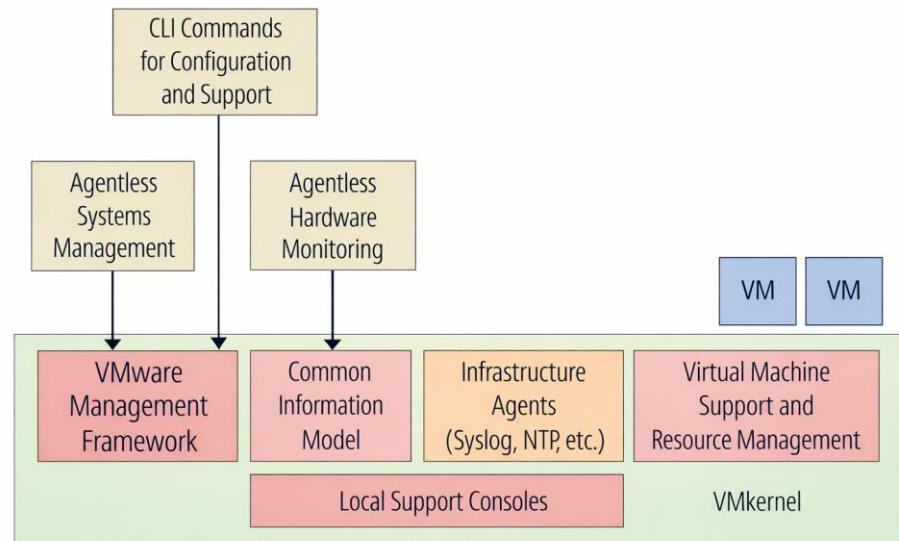 CLI Commands
for Configuration
and Support
Agentless
Systems
Management
Agentless
Hardware
Monitoring
VM
VM
VMware
Management
Framework
Common
Information
Model
Infrastructure
Agents
(Syslog, NTP, etc.)
Virtual Machine
Support and
Resource Management
Local Support Consoles
VMkernel